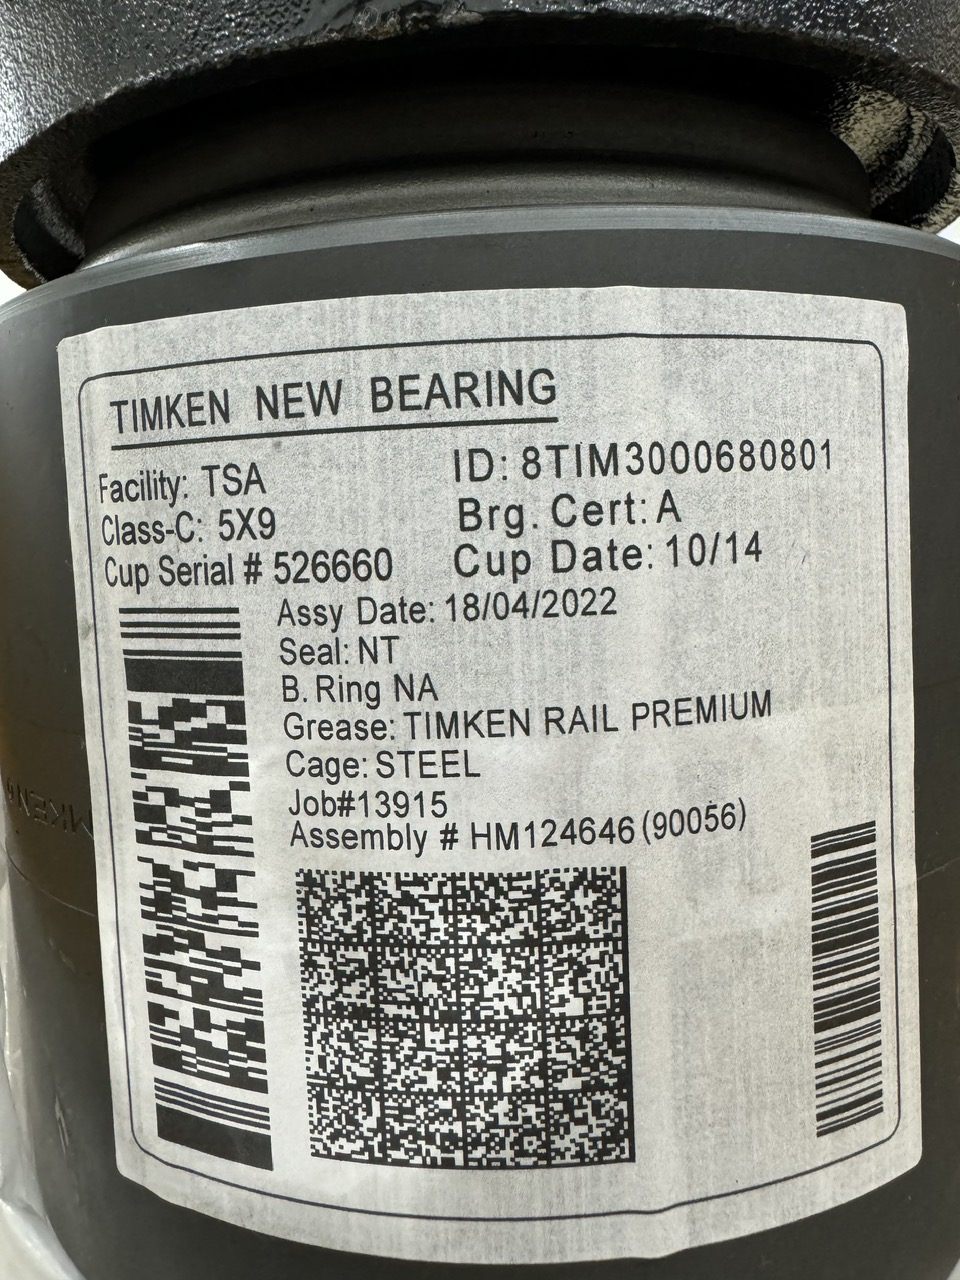 TIMKEN NEW BEARING
Facility: TSA
ID: 8TIM3000680801
Class-C: 5X9
Brg. Cert: A
Cup Serial # 526660
Cup Date: 10/14
Assy Date: 18/04/2022
Seal: NT
B. Ring NA
Grease: TIMKEN RAIL PREMIUM
Cage: STEEL
Job#13915
Assembly # HM124646 (90056)